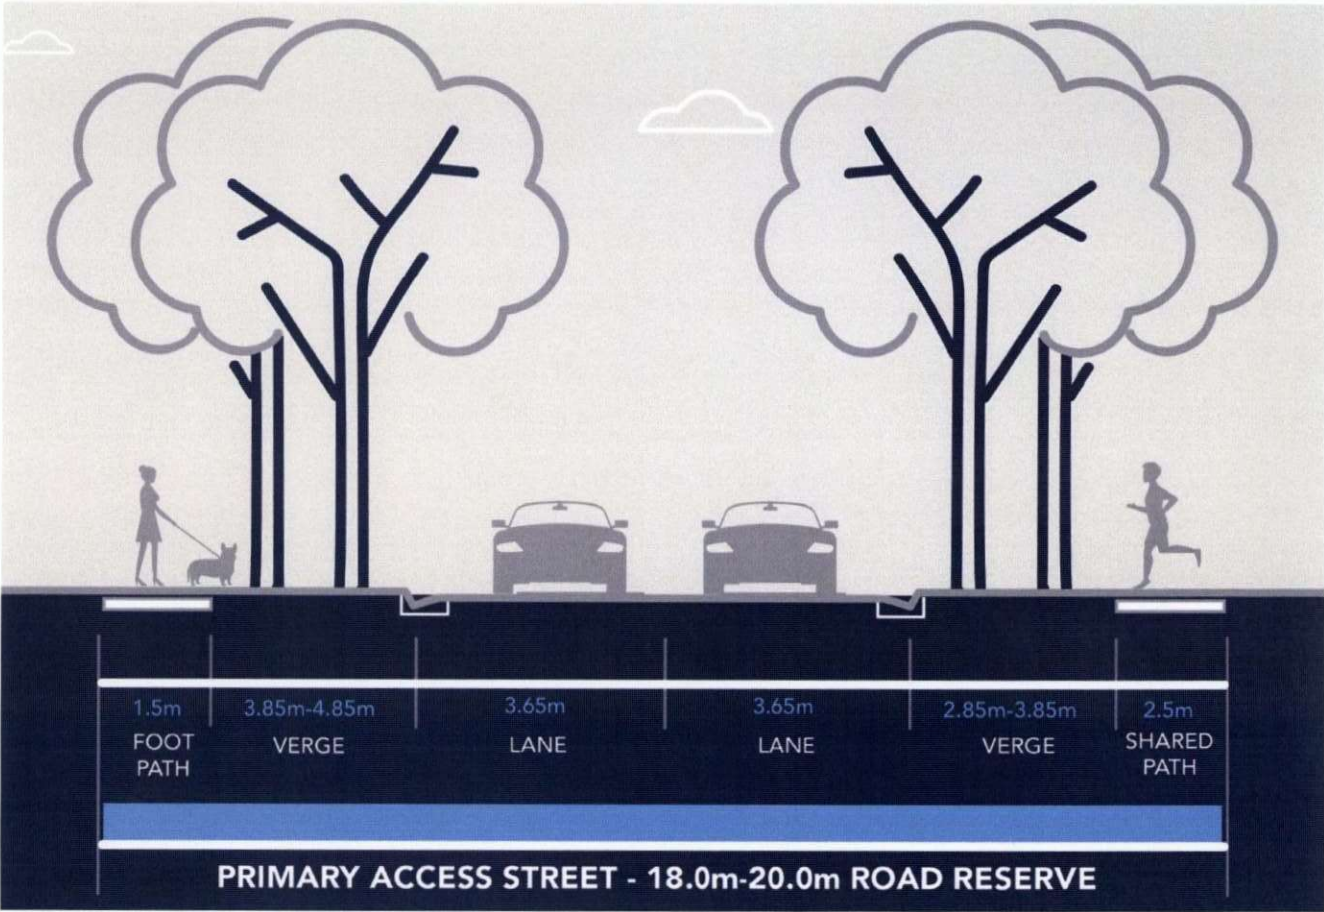 1.5m 3.85m-4.85m 3.65m 3.65m 2.85m-3.85m 2.5m
FOOT PATH VERGE LANE LANE VERGE SHARED PATH
PRIMARY ACCESS STREET - 18.0m-20.0m ROAD RESERVE